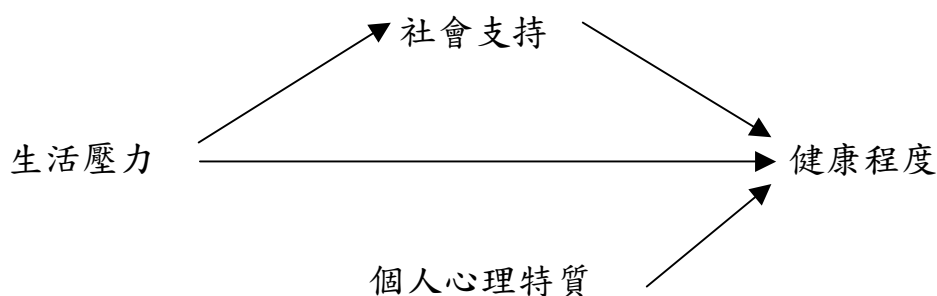 社會支持
生活壓力
健康程度
個人心理特質